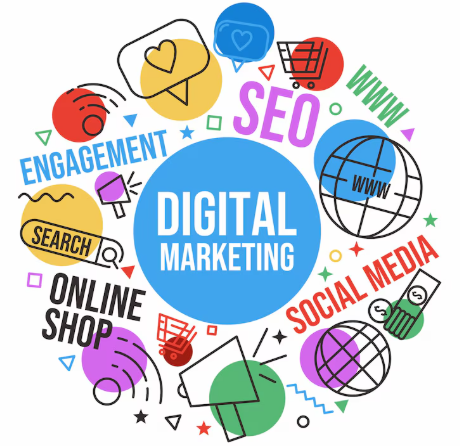 SEO
WWW
ENGAGEMENT
WWW
DIGITAL
MARKETING
SEARCH
ONLINE
SHOP
SOCIAL MEDIA
$
$